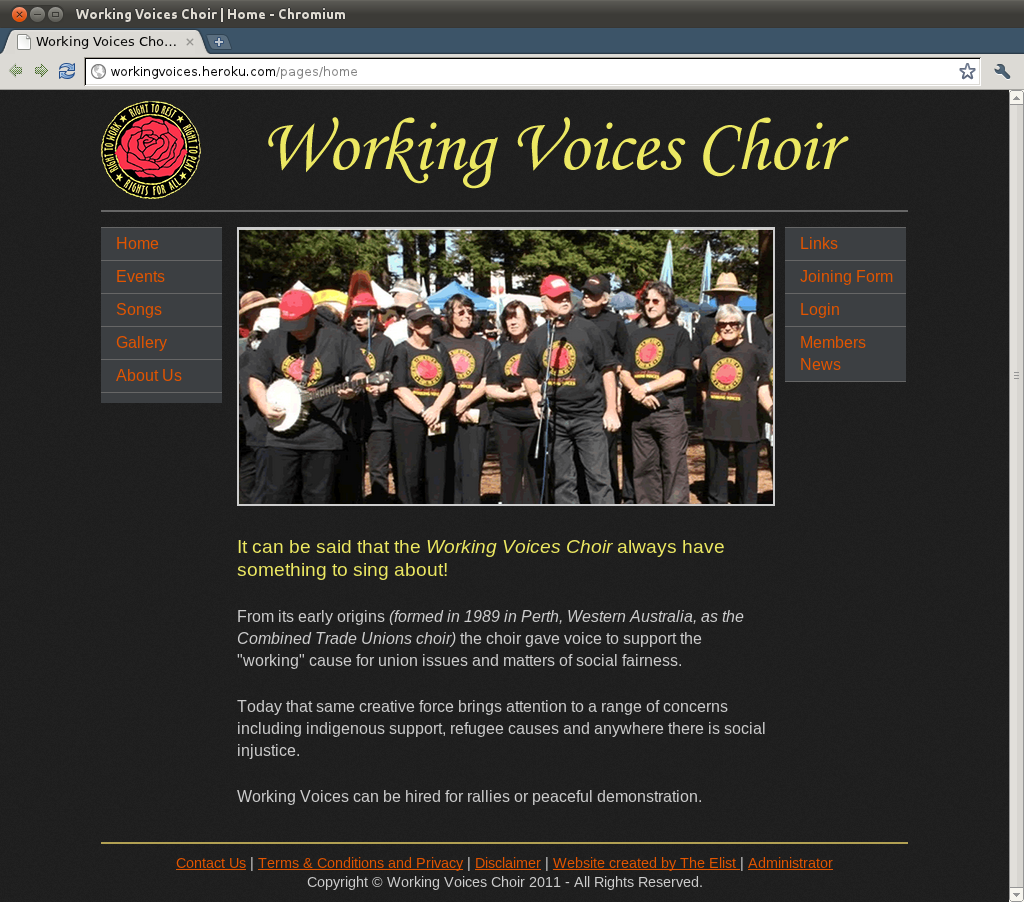 Working Voices Choir | Home - Chromium
Working Voices Cho...
workingvoices.heroku.com/pages/home
RIGHT TO WORK ★ RIGHT TO REST ★ RIGHT TO PLAY ★ RIGHTS FOR ALL ★
Working Voices Choir
Home
Events
Songs
Gallery
About Us
Links
Joining Form
Login
Members
News
It can be said that the Working Voices Choir always have
something to sing about!
From its early origins (formed in 1989 in Perth, Western Australia, as the
Combined Trade Unions choir) the choir gave voice to support the
"working" cause for union issues and matters of social fairness.
Today that same creative force brings attention to a range of concerns
including indigenous support, refugee causes and anywhere there is social
injustice.
Working Voices can be hired for rallies or peaceful demonstration.
Contact Us | Terms & Conditions and Privacy | Disclaimer | Website created by The Elist | Administrator
Copyright © Working Voices Choir 2011 - All Rights Reserved.